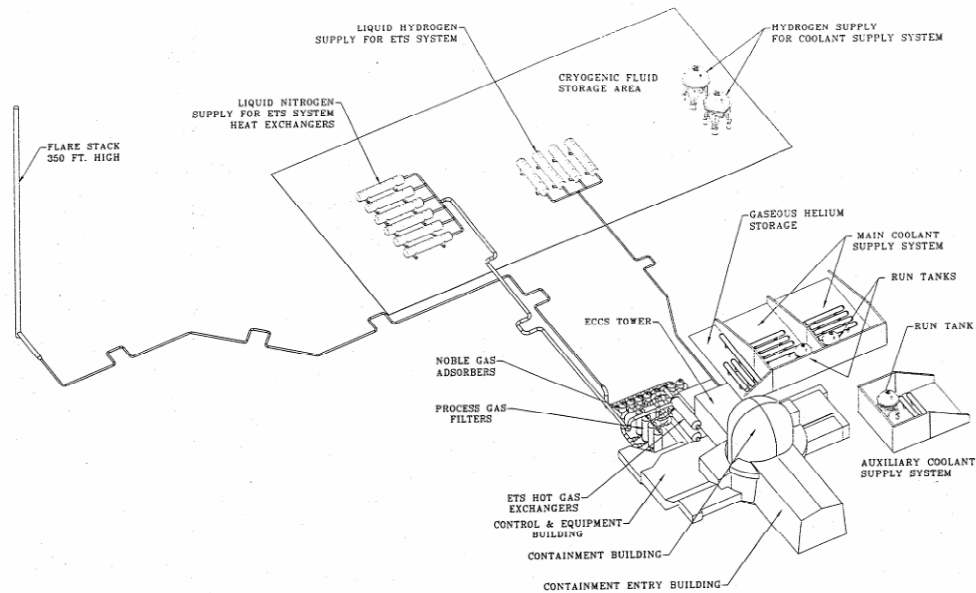 LIQUID HYDROGEN
SUPPLY FOR ETS SYSTEM
HYDROGEN SUPPLY
FOR COOLANT SUPPLY SYSTEM
CRYOGENIC FLUID
STORAGE AREA
LIQUID NITROGEN
SUPPLY FOR ETS SYSTEM
HEAT EXCHANGERS
FLARE STACK
350 FT. HIGH
GASEOUS HELIUM
STORAGE
MAIN COOLANT
SUPPLY SYSTEM
RUN TANKS
ECCS TOWER
RUN TANK
NOBLE GAS
ADSORBERS
PROCESS GAS
FILTERS
AUXILIARY COOLANT
SUPPLY SYSTEM
ETS HOT GAS
EXCHANGERS
CONTROL & EQUIPMENT
BUILDING
CONTAINMENT BUILDING
CONTAINMENT ENTRY BUILDING